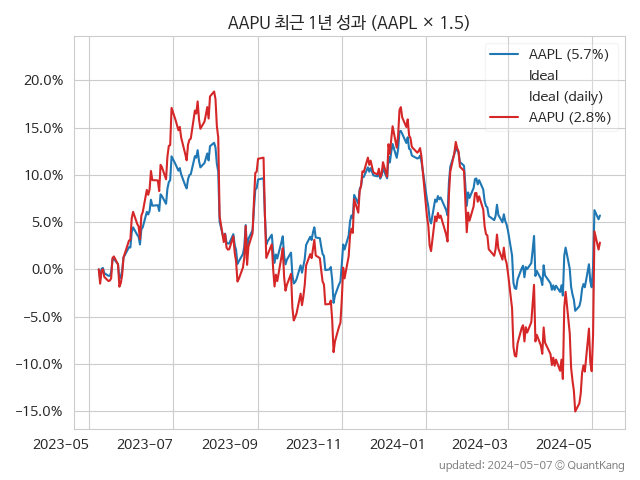 AAPU 최근 1년 성과 (AAPL × 1.5)
AAPL (5.7%)
Ideal
Ideal (daily)
AAPU (2.8%)
20.0%
15.0%
10.0%
5.0%
0.0%
−5.0%
−10.0%
−15.0%
2023-05 2023-07 2023-09 2023-11 2024-01 2024-03 2024-05
updated: 2024-05-07 © QuantKang